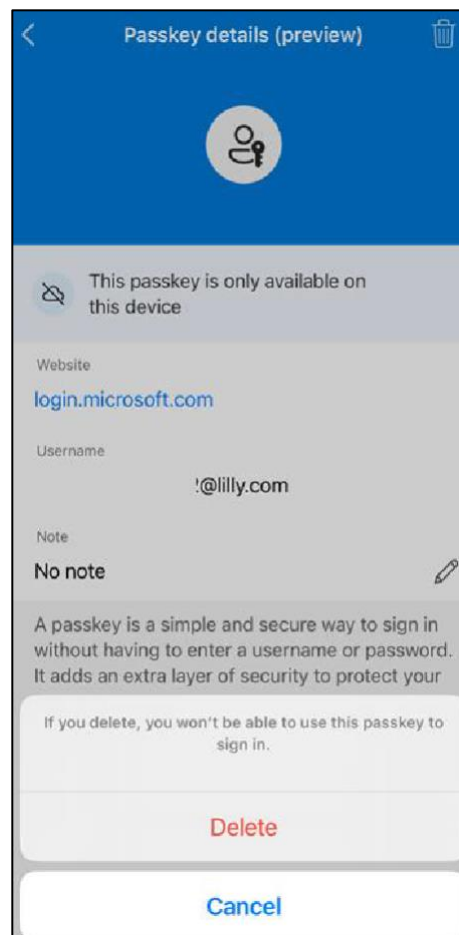 Passkey details (preview)
This passkey is only available on
this device
Website
login.microsoft.com
Username
@lilly.com
Note
No note
A passkey is a simple and secure way to sign in
without having to enter a username or password.
It adds an extra layer of security to protect your
If you delete, you won't be able to use this passkey to
sign in.
Delete
Cancel